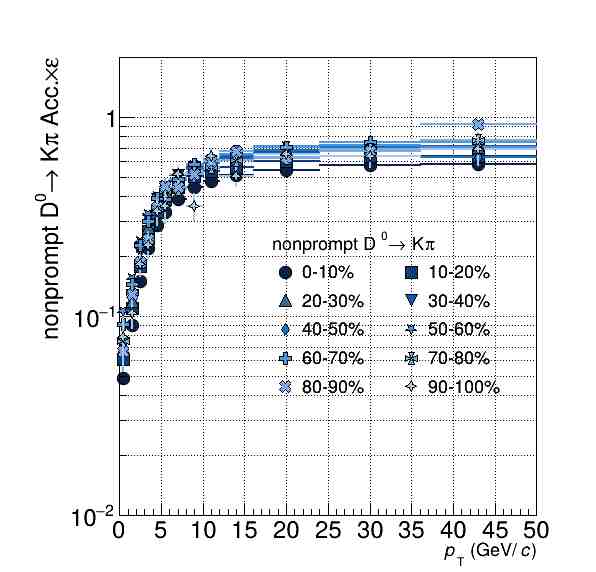 nonprompt D⁰→ Kπ Acc.xε
1
10⁻¹
10⁻²
nonprompt D ⁰→ Kπ
0-10% 10-20%
20-30% 30-40%
40-50% 50-60%
60-70% 70-80%
80-90% 90-100%
0 5 10 15 20 25 30 35 40 45 50
p_T (GeV/c)